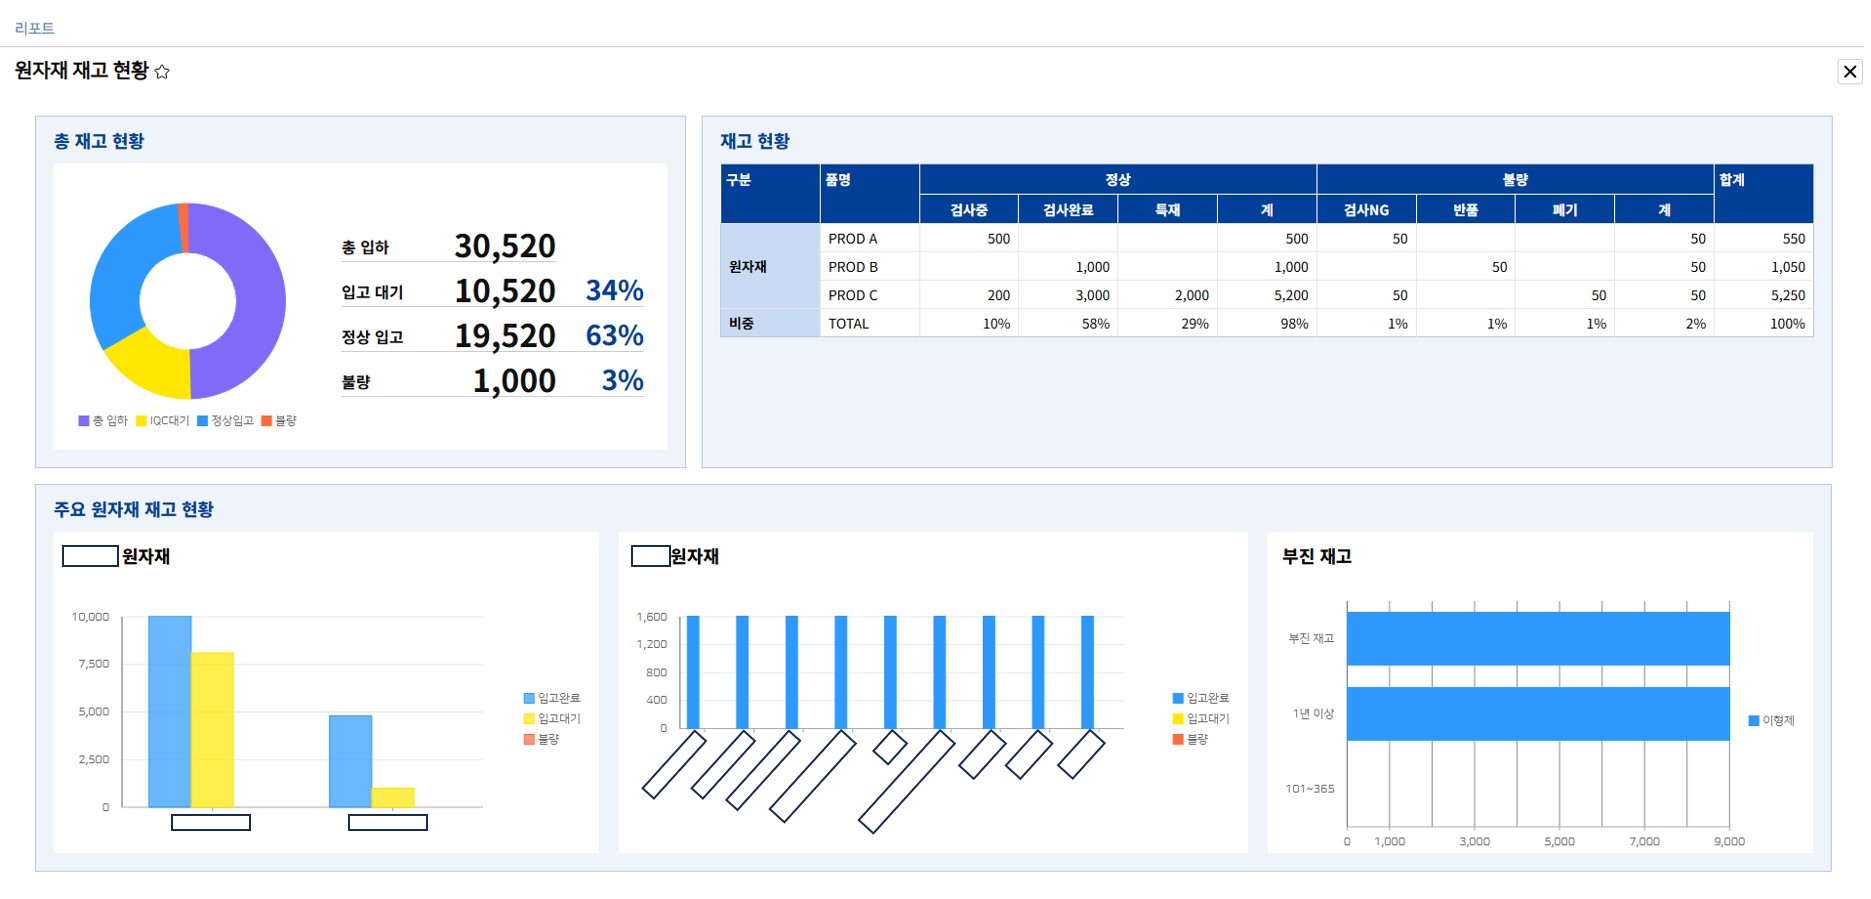 리포트
원자재 재고 현황
총 재고 현황
총 입하 30,520
입고 대기 10,520 34%
정상 입고 19,520 63%
불량 1,000 3%
총 입하 IQC대기 정상입고 불량
재고 현황
구분 품명 정상 불량 합계
검사중 검사완료 특재 계 검사NG 반품 폐기 계
원자재
PROD A 500 500 50 50 550
PROD B 1,000 1,000 50 50 1,050
PROD C 200 3,000 2,000 5,200 50 50 50 5,250
비중 TOTAL 10% 58% 29% 98% 1% 1% 1% 2% 100%
주요 원자재 재고 현황
원자재
10,000
7,500
5,000
2,500
0
입고완료
입고대기
불량
원자재
1,600
1,200
800
400
0
입고완료
입고대기
불량
부진 재고
부진 재고
1년 이상
101~365
0 1,000 3,000 5,000 7,000 9,000
이형제